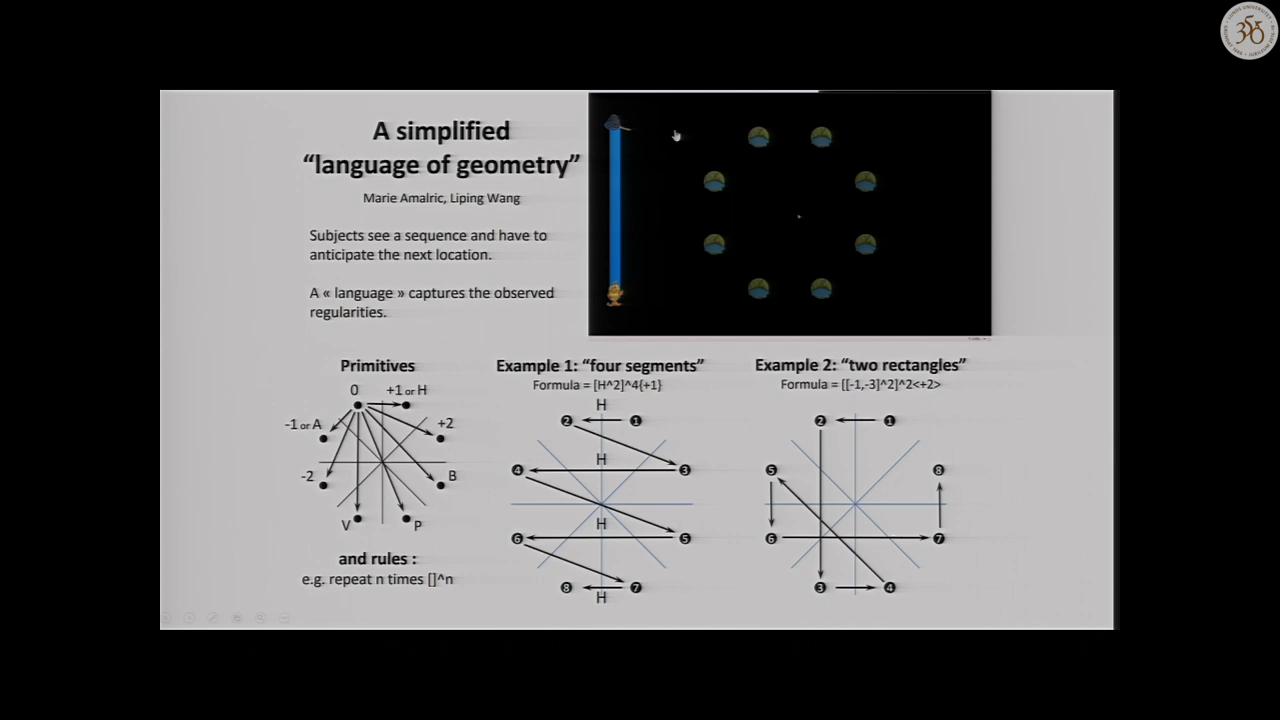 A simplified
“language of geometry”
Marie Amalric, Liping Wang
Subjects see a sequence and have to
anticipate the next location.
A « language » captures the observed
regularities.
Primitives
0
+1 or H
-1 or A
+2
-2
B
V
P
and rules :
e.g. repeat n times []^n
Example 1: “four segments”
Formula = [H^2]^4{+1}
H
2 1
H
4 3
H
6 5
8 7
H
Example 2: “two rectangles”
Formula = [[-1,-3]^2]^2<+2>
2 1
5 8
6 7
3 4